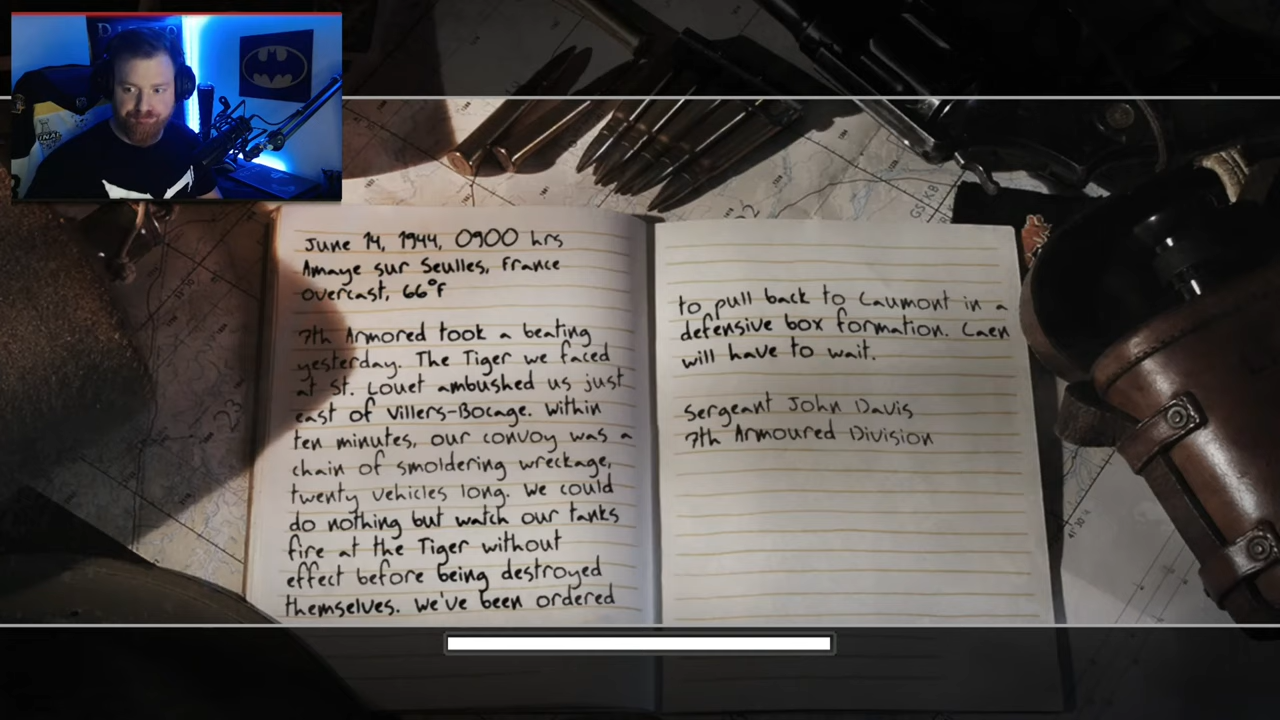 June 14, 1944, 0900 hrs
Amaye sur Seulles, France
overcast, 66°F
7th Armored took a beating
yesterday. The Tiger we faced
at St. Louet ambushed us just
east of Villers-Bocage. Within
ten minutes, our convoy was a
chain of smoldering wreckage,
twenty vehicles long. We could
do nothing but watch our tanks
fire at the Tiger without
effect before being destroyed
themselves. We've been ordered
to pull back to Caumont in a
defensive box formation. Caen
will have to wait.
Sergeant John Davis
7th Armoured Division